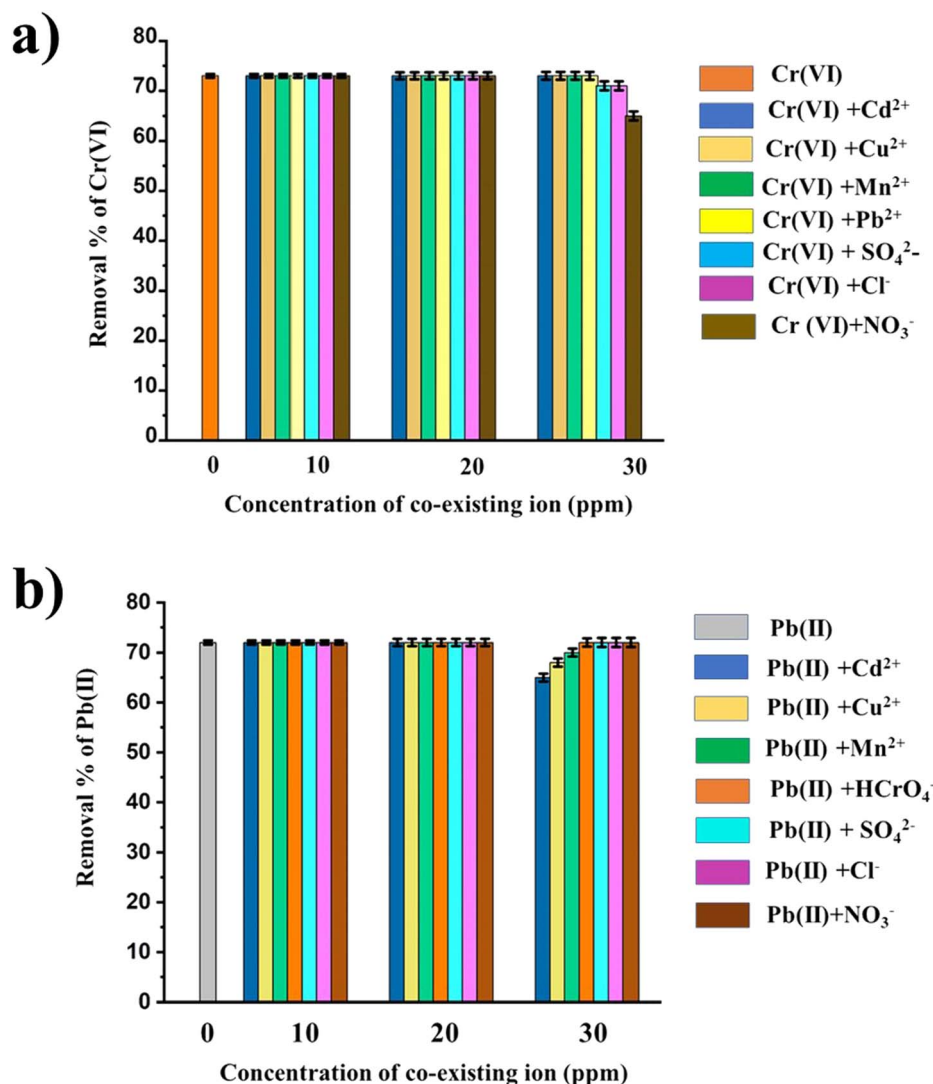 a)
80
70
60
50
40
30
20
10
0
Removal % of Cr(VI)
0 10 20 30
Concentration of co-existing ion (ppm)
Cr(VI)
Cr(VI) +Cd²⁺
Cr(VI) +Cu²⁺
Cr(VI) +Mn²⁺
Cr(VI) +Pb²⁺
Cr(VI) + SO₄²-
Cr(VI) +Cl⁻
Cr (VI)+NO₃⁻
b)
80
70
60
50
40
30
20
10
0
Removal % of Pb(II)
0 10 20 30
Concentration of co-existing ion (ppm)
Pb(II)
Pb(II) +Cd²⁺
Pb(II) +Cu²⁺
Pb(II) +Mn²⁺
Pb(II) +HCrO₄⁻
Pb(II) + SO₄²⁻
Pb(II) +Cl⁻
Pb(II)+NO₃⁻